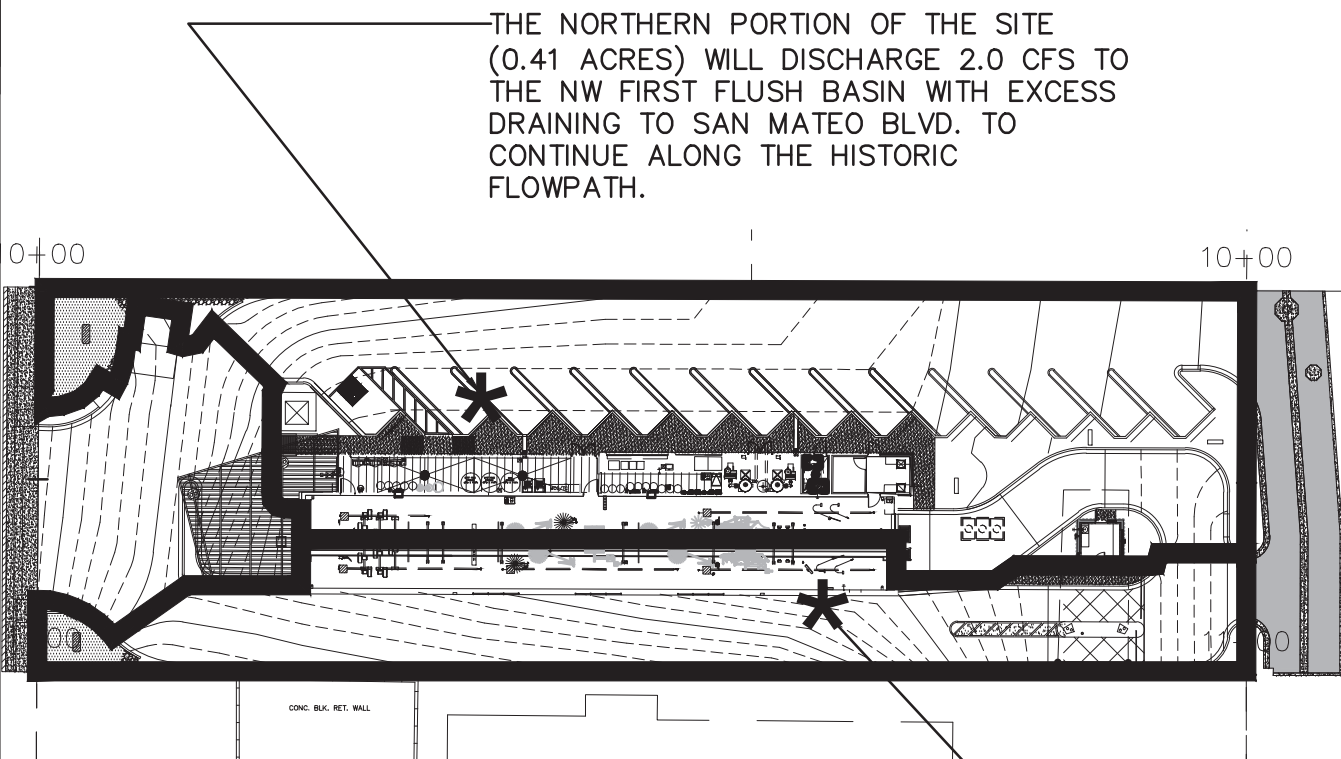 THE NORTHERN PORTION OF THE SITE
(0.41 ACRES) WILL DISCHARGE 2.0 CFS TO
THE NW FIRST FLUSH BASIN WITH EXCESS
DRAINING TO SAN MATEO BLVD. TO
CONTINUE ALONG THE HISTORIC
FLOWPATH.
0+00
10+00
CONC. BLK. RET. WALL